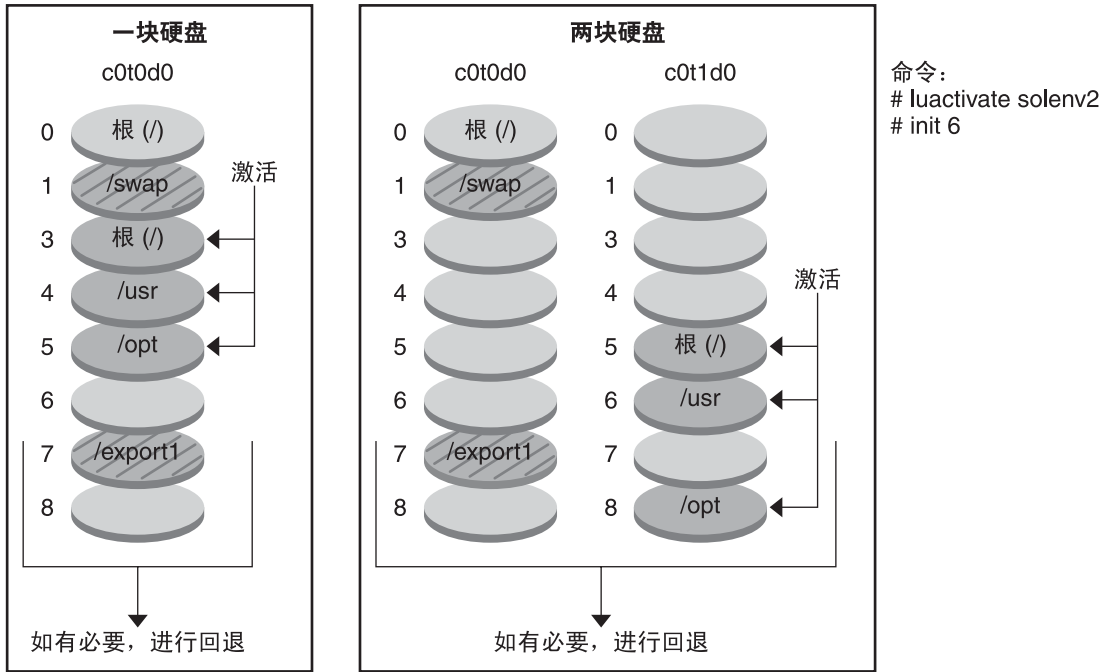 一块硬盘
c0t0d0
0 根 (/)
1 /swap
激活
3 根 (/)
4 /usr
5 /opt
6
7 /export1
8
如有必要，进行回退
两块硬盘
c0t0d0
0 根 (/)
1 /swap
3
4
5
6
7 /export1
8
c0t1d0
0
1
3
4
激活
5 根 (/)
6 /usr
7
8 /opt
如有必要，进行回退
命令：
# luactivate solenv2
# init 6